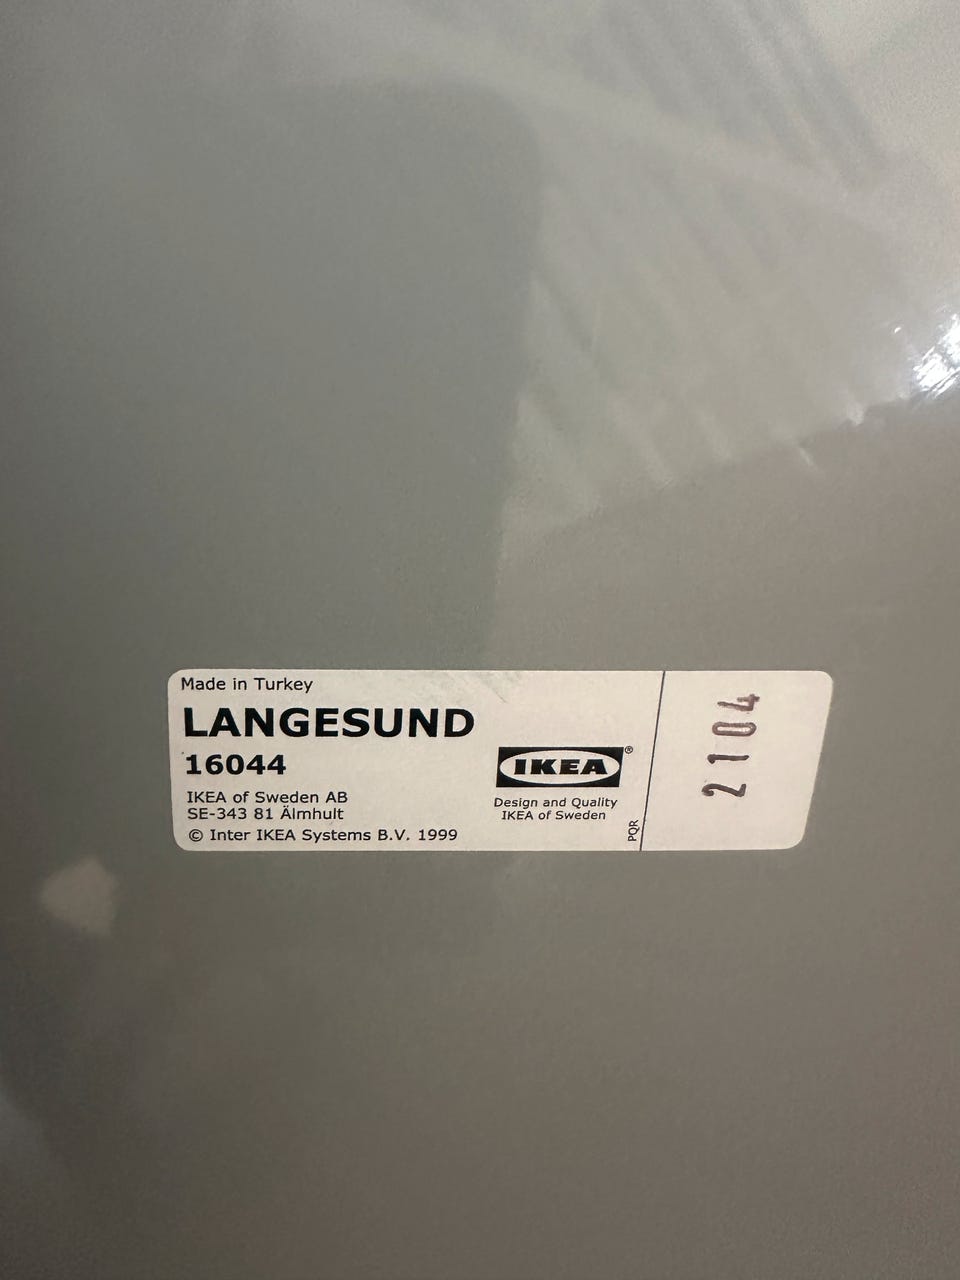 Made in Turkey
LANGESUND
16044
IKEA of Sweden AB
SE-343 81 Älmhult
© Inter IKEA Systems B.V. 1999
IKEA®
Design and Quality
IKEA of Sweden
PQR
2104